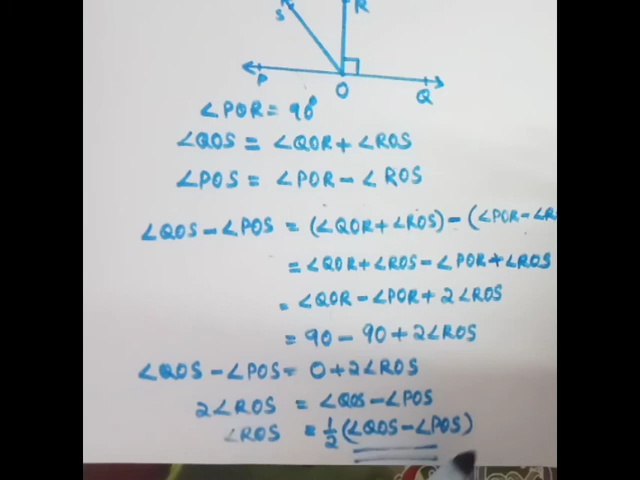 S R
P O Q
∠POR = 90°
∠QOS = ∠QOR + ∠ROS
∠POS = ∠POR - ∠ROS
∠QOS - ∠POS = (∠QOR + ∠ROS) - (∠POR - ∠RO
= ∠QOR + ∠ROS - ∠POR + ∠ROS
= ∠QOR - ∠POR + 2∠ROS
= 90 - 90 + 2∠ROS
∠QOS - ∠POS = 0 + 2∠ROS
2∠ROS = ∠QOS - ∠POS
∠ROS = 1/2 (∠QOS - ∠POS)